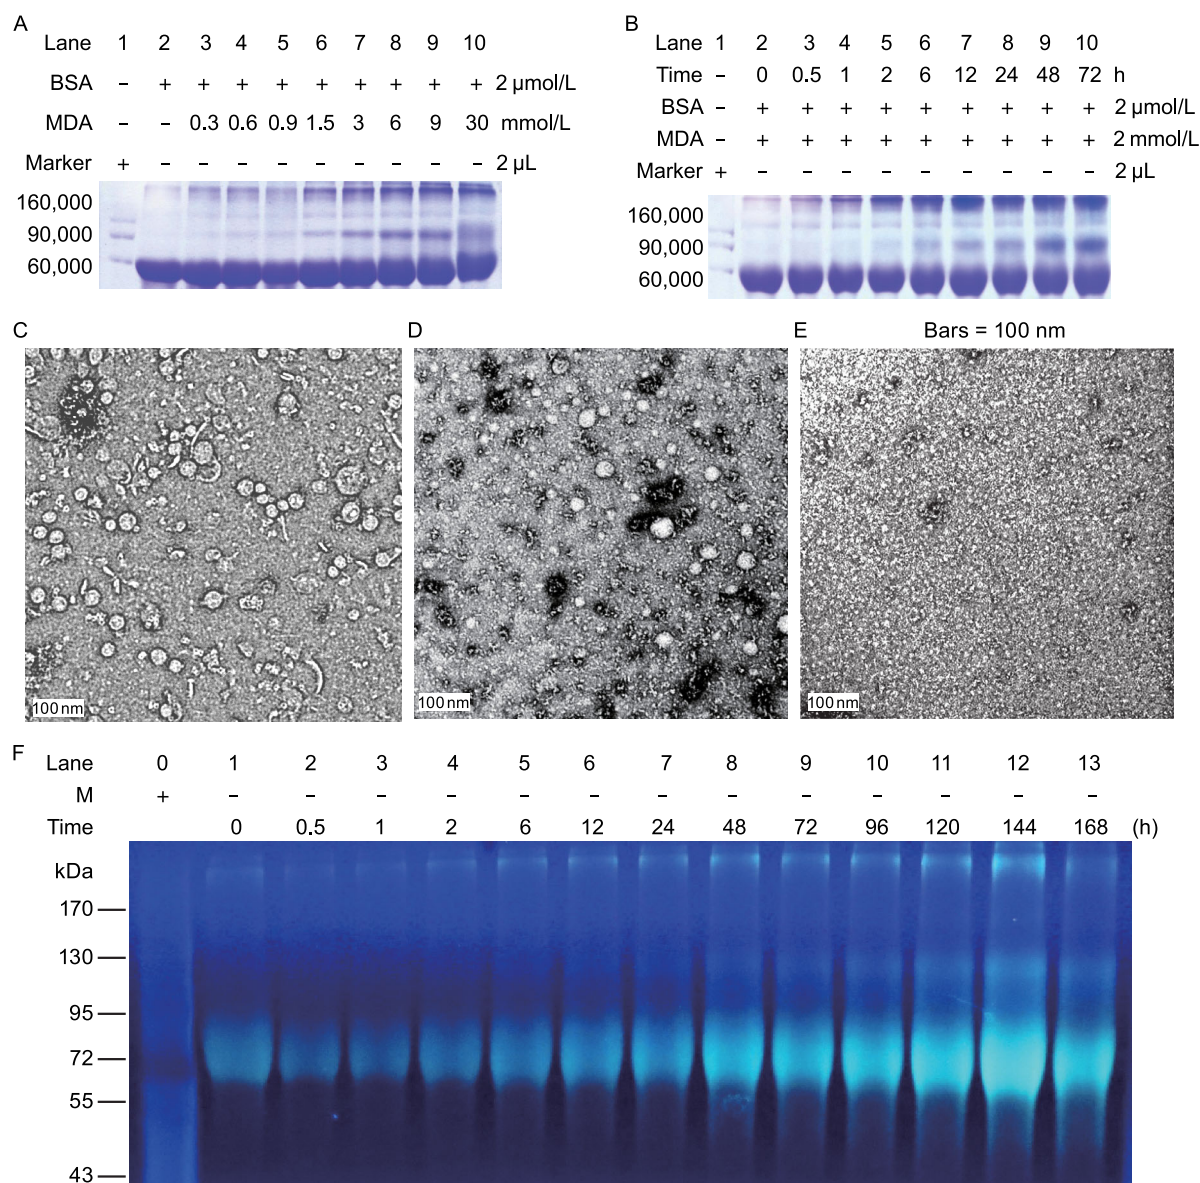 A
Lane 1 2 3 4 5 6 7 8 9 10
BSA – + + + + + + + + + 2 µmol/L
MDA – – 0.3 0.6 0.9 1.5 3 6 9 30 mmol/L
Marker + – – – – – – – – – 2 µL
160,000
90,000
60,000
B
Lane 1 2 3 4 5 6 7 8 9 10
Time – 0 0.5 1 2 6 12 24 48 72 h
BSA – + + + + + + + + + 2 µmol/L
MDA – + + + + + + + + + 2 mmol/L
Marker + – – – – – – – – – 2 µL
160,000
90,000
60,000
C
D
E Bars = 100 nm
100 nm
100 nm
100 nm
F
Lane 0 1 2 3 4 5 6 7 8 9 10 11 12 13
M + – – – – – – – – – – – – –
Time 0 0.5 1 2 6 12 24 48 72 96 120 144 168 (h)
kDa
170
130
95
72
55
43